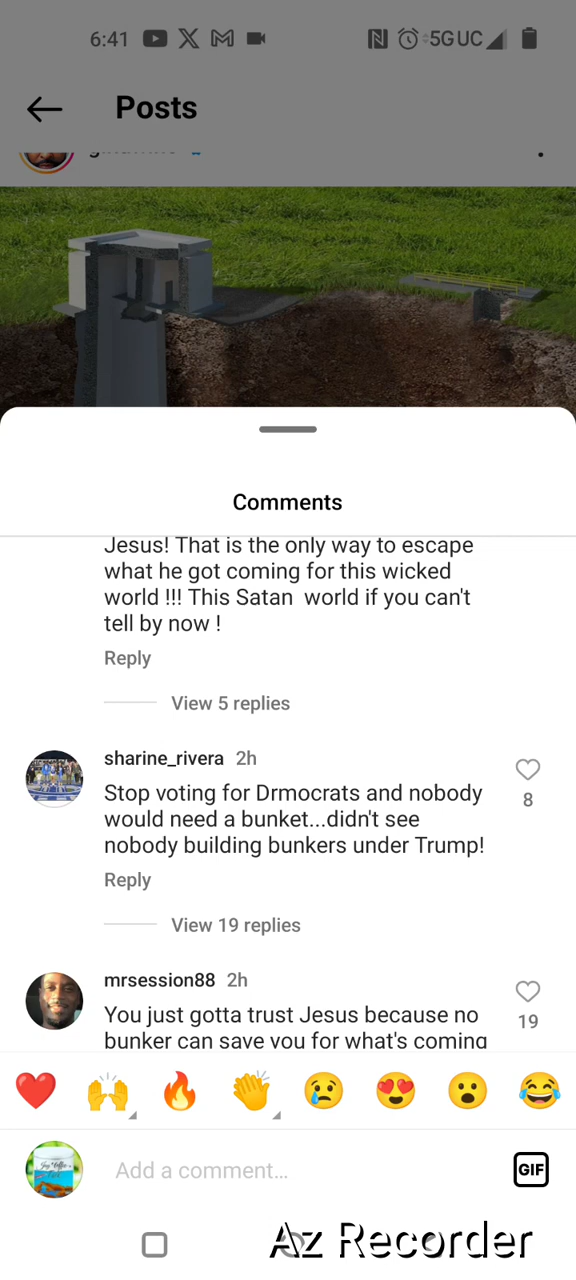 6:41
5G UC
Posts
Comments
Jesus! That is the only way to escape
what he got coming for this wicked
world !!! This Satan  world if you can't
tell by now !
Reply
View 5 replies
sharine_rivera 2h
8
Stop voting for Drmocrats and nobody
would need a bunket...didn't see
nobody building bunkers under Trump!
Reply
View 19 replies
mrsession88 2h
19
You just gotta trust Jesus because no
bunker can save you for what's coming
Add a comment...
GIF
Az Recorder